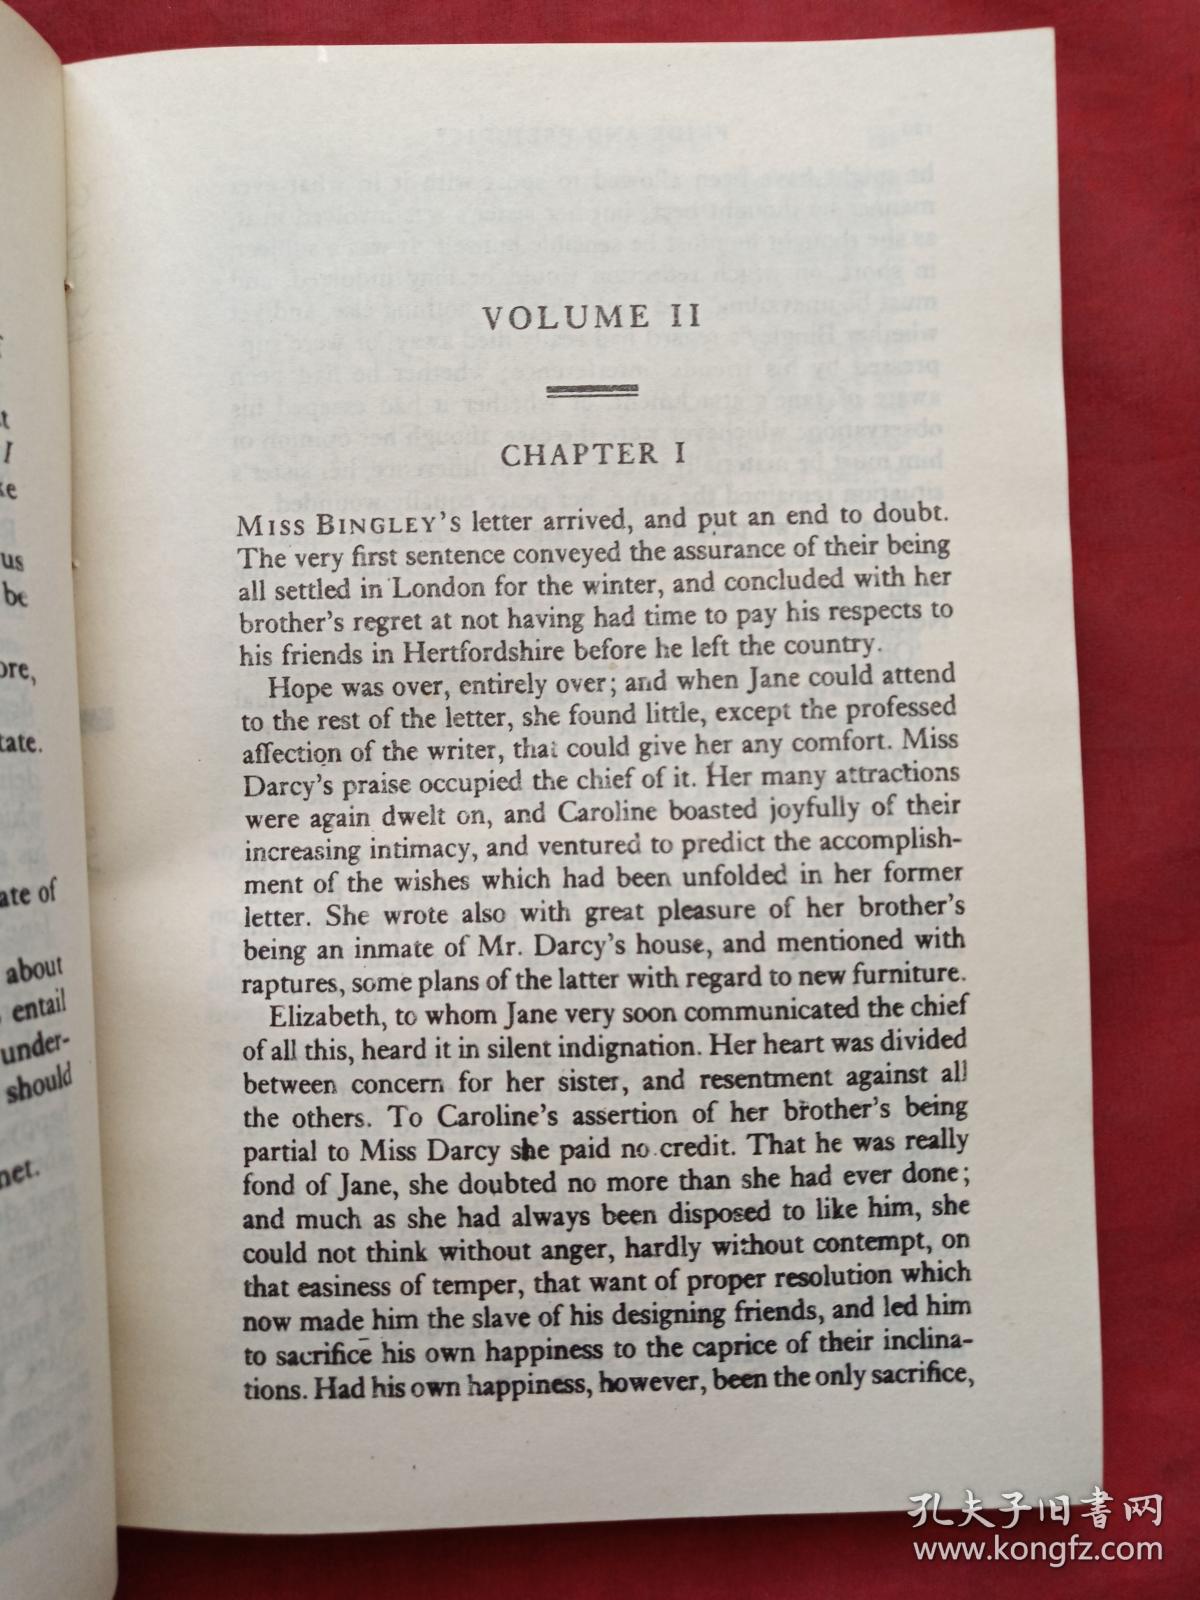 t
I
ke
us
be
ore,
tate.
ate of
about
entail
under-
should
net.
VOLUME II
CHAPTER I
MISS BINGLEY'S letter arrived, and put an end to doubt.
The very first sentence conveyed the assurance of their being
all settled in London for the winter, and concluded with her
brother's regret at not having had time to pay his respects to
his friends in Hertfordshire before he left the country.
Hope was over, entirely over; and when Jane could attend
to the rest of the letter, she found little, except the professed
affection of the writer, that could give her any comfort. Miss
Darcy's praise occupied the chief of it. Her many attractions
were again dwelt on, and Caroline boasted joyfully of their
increasing intimacy, and ventured to predict the accomplish-
ment of the wishes which had been unfolded in her former
letter. She wrote also with great pleasure of her brother's
being an inmate of Mr. Darcy's house, and mentioned with
raptures, some plans of the latter with regard to new furniture.
Elizabeth, to whom Jane very soon communicated the chief
of all this, heard it in silent indignation. Her heart was divided
between concern for her sister, and resentment against all
the others. To Caroline's assertion of her brother's being
partial to Miss Darcy she paid no credit. That he was really
fond of Jane, she doubted no more than she had ever done;
and much as she had always been disposed to like him, she
could not think without anger, hardly without contempt, on
that easiness of temper, that want of proper resolution which
now made him the slave of his designing friends, and led him
to sacrifice his own happiness to the caprice of their inclina-
tions. Had his own happiness, however, been the only sacrifice,
孔夫子旧书网
www.kongfz.com